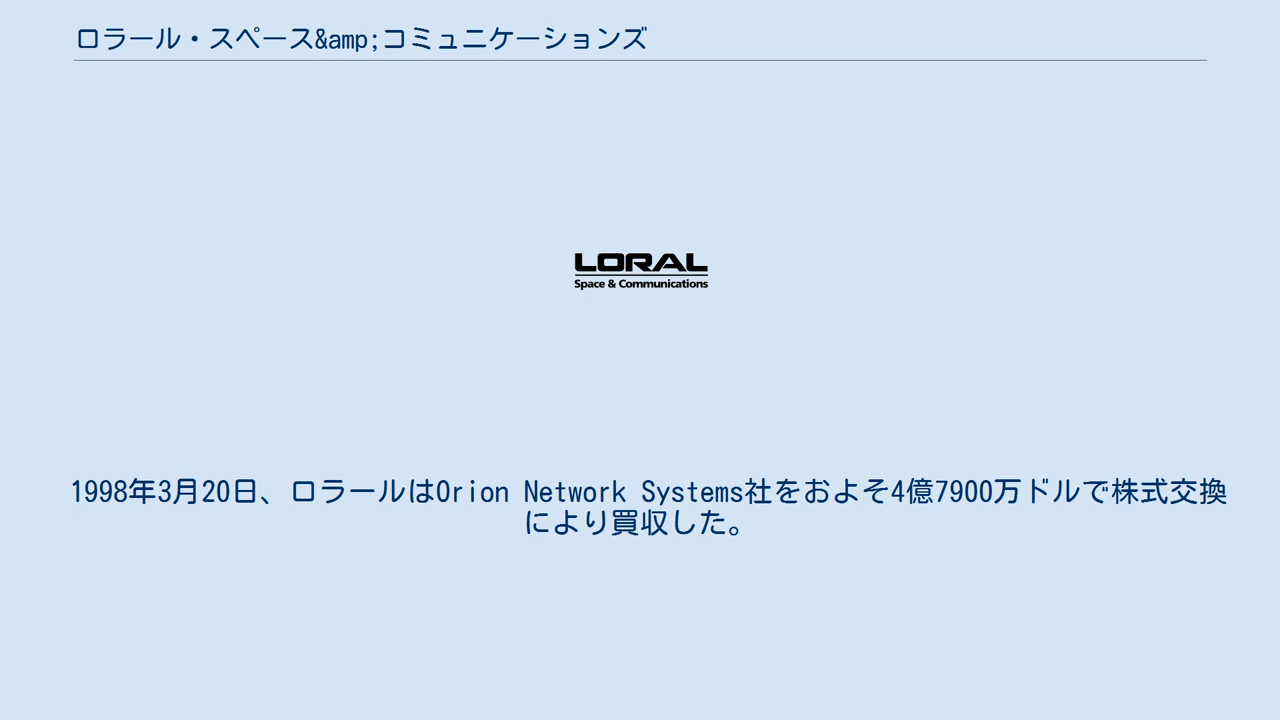 ロラール・スペース&amp;コミュニケーションズ
LORAL
Space & Communications
1998年3月20日、ロラールはOrion Network Systems社をおよそ4億7900万ドルで株式交換
により買収した。